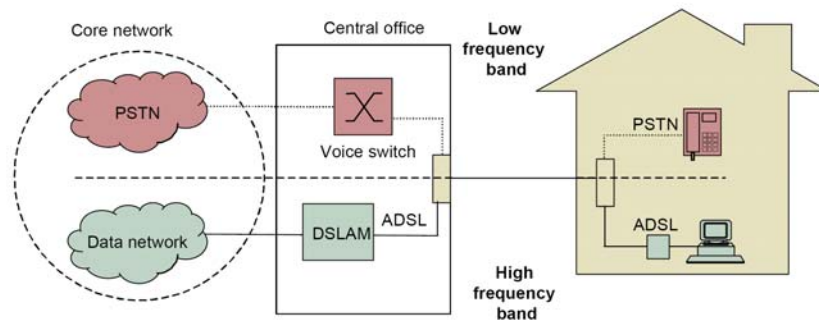 Core network
Central office
Low
frequency
band
PSTN
Voice switch
PSTN
Data network
DSLAM
ADSL
ADSL
High
frequency
band